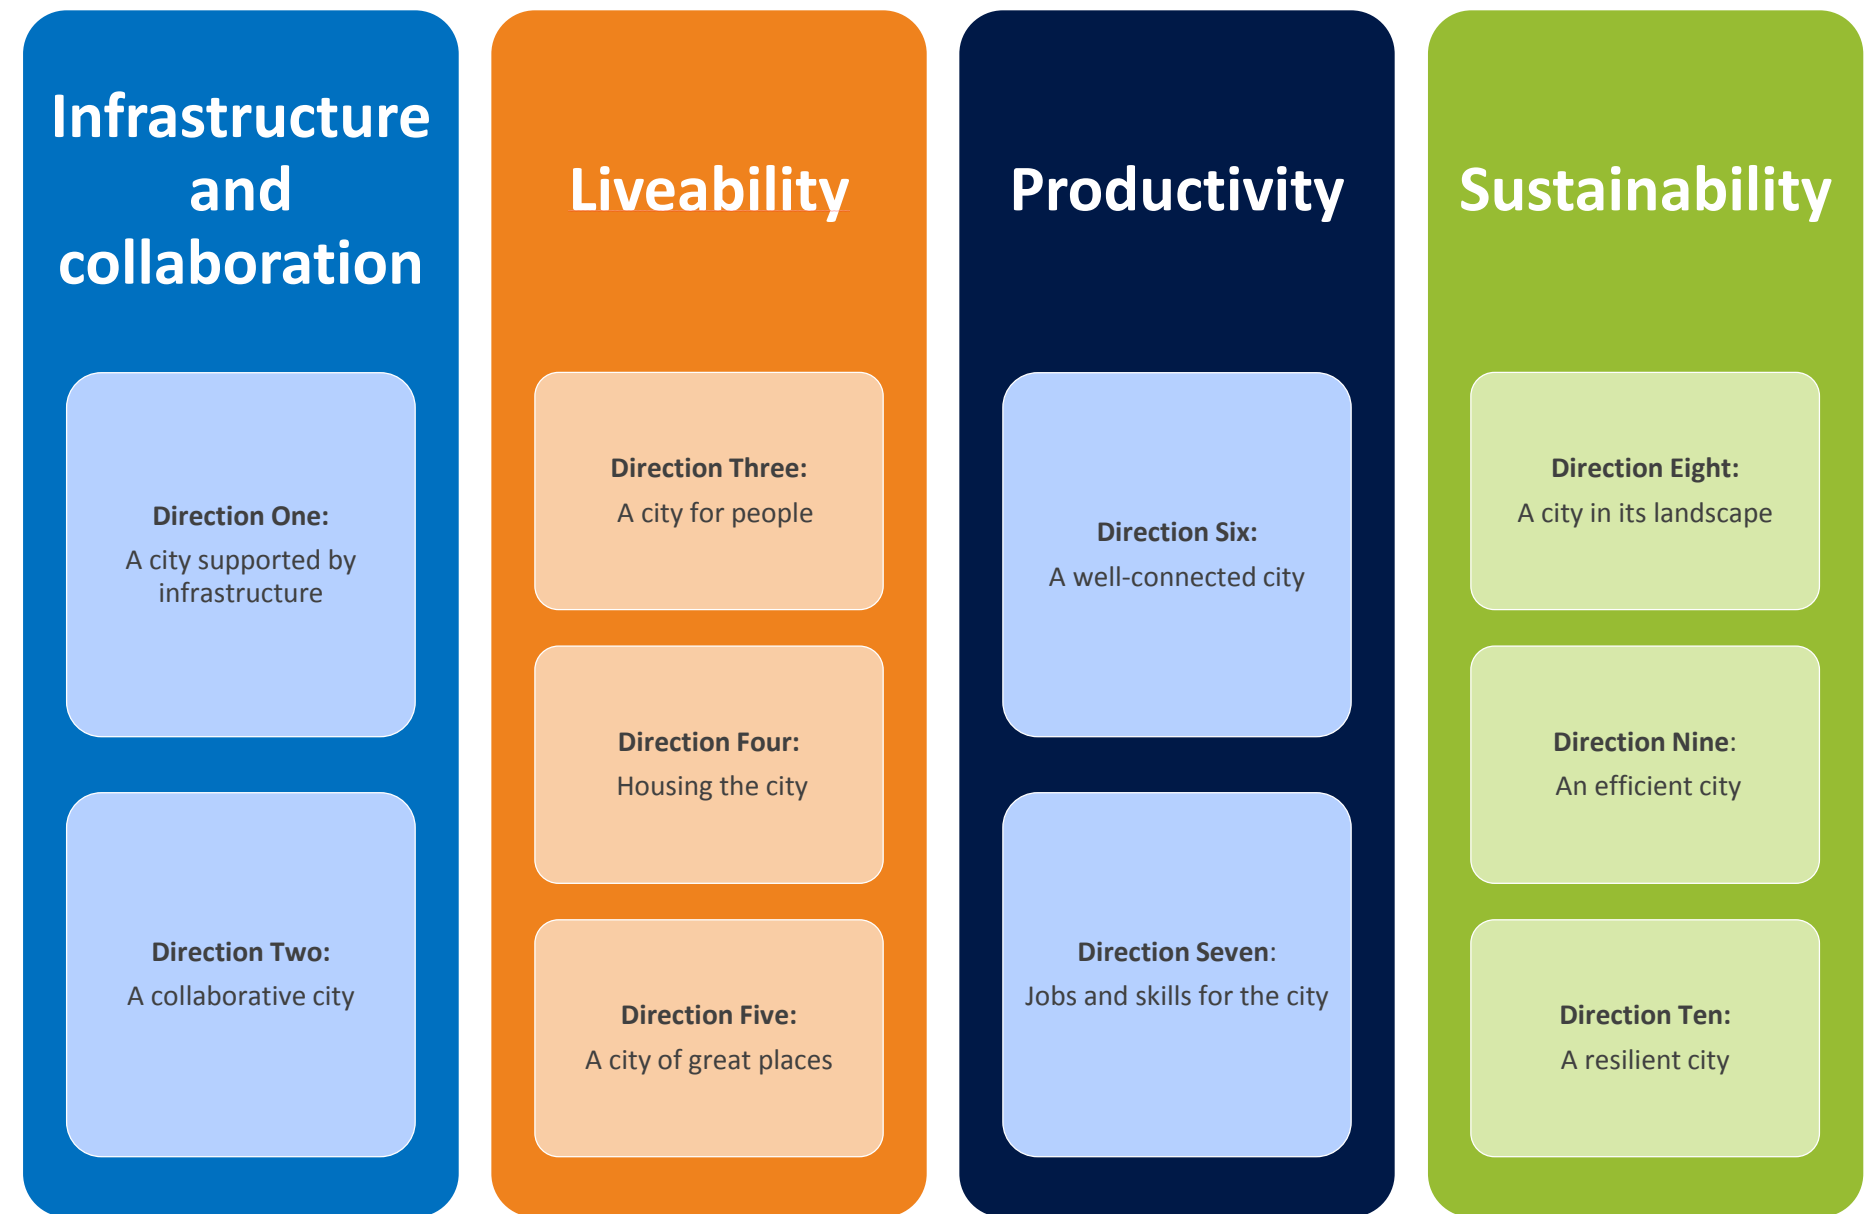 Infrastructure
and
collaboration
Direction One:
A city supported by
infrastructure
Direction Two:
A collaborative city
Liveability
Direction Three:
A city for people
Direction Four:
Housing the city
Direction Five:
A city of great places
Productivity
Direction Six:
A well-connected city
Direction Seven:
Jobs and skills for the city
Sustainability
Direction Eight:
A city in its landscape
Direction Nine:
An efficient city
Direction Ten:
A resilient city